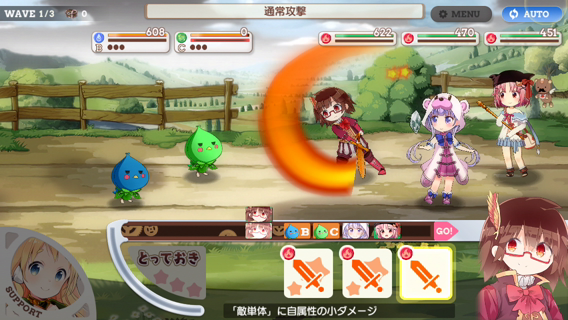 WAVE 1/3 0
通常攻撃
MENU
AUTO
608
B
0
C
622
470
451
B C GO!
とっておき
SUPPORT
「敵単体」に自属性の小ダメージ